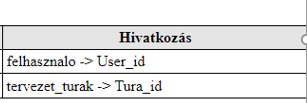 Hivatkozás
felhasznalo -> User_id
tervezet_turak -> Tura_id